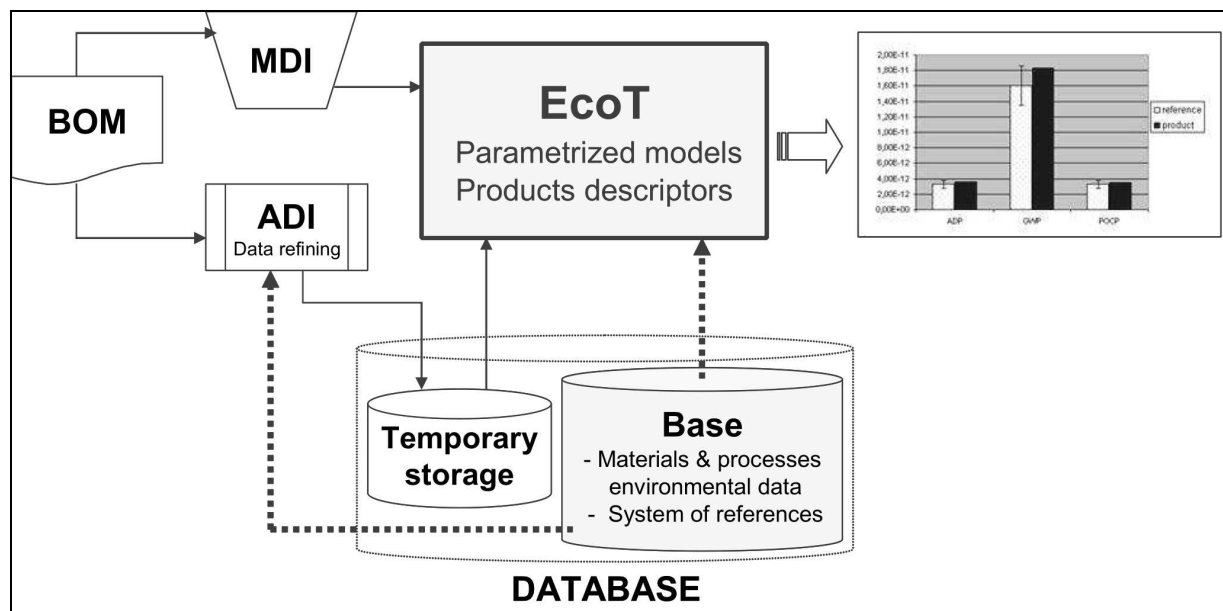 BOM
MDI
ADI
Data refining
EcoT
Parametrized models
Products descriptors
2,00E-11
1,80E-11
1,60E-11
1,40E-11
1,20E-11
1,00E-11
8,00E-12
6,00E-12
4,00E-12
2,00E-12
0,00E+00
ADP
GWP
POCP
reference
product
Temporary
storage
Base
- Materials & processes
environmental data
- System of references
DATABASE